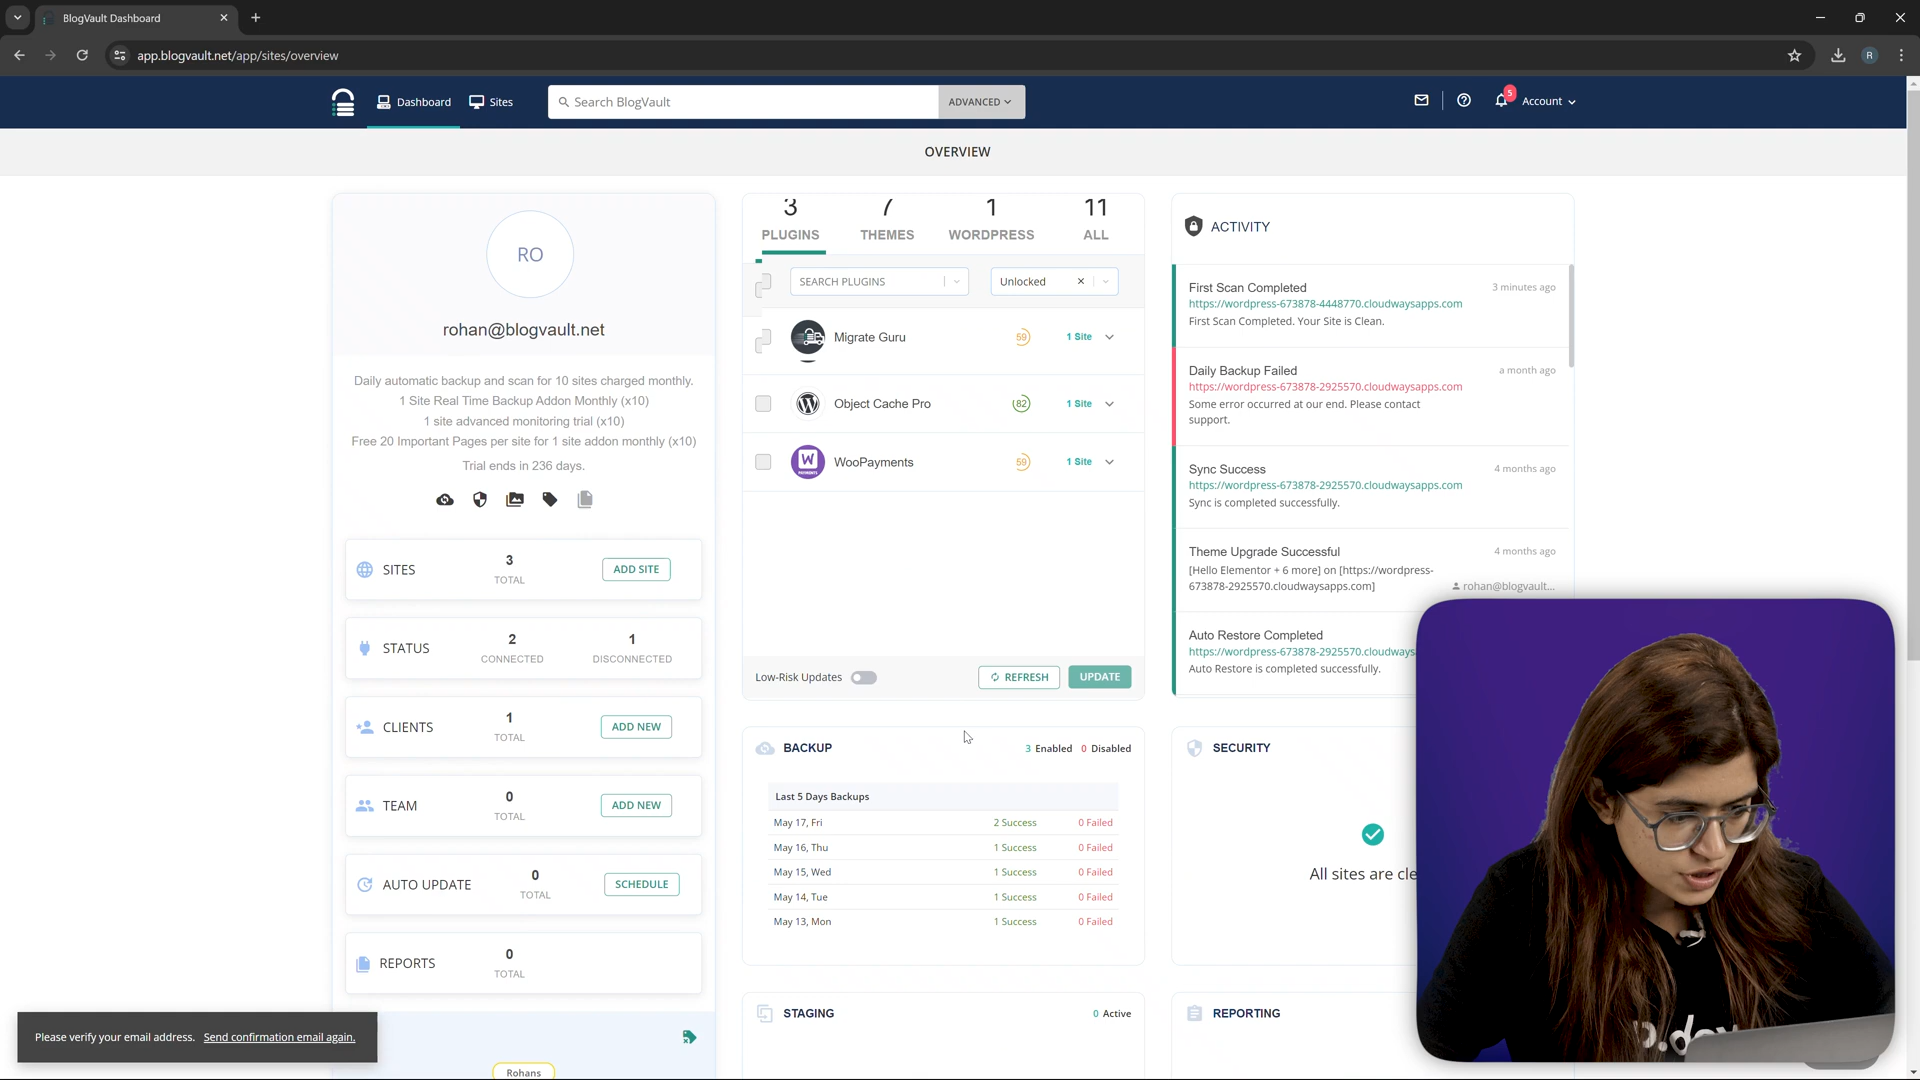 BlogVault Dashboard
app.blogvault.net/app/sites/overview
R
Dashboard
Sites
Search BlogVault
ADVANCED
5
Account
OVERVIEW
RO
rohan@blogvault.net
Daily automatic backup and scan for 10 sites charged monthly.
1 Site Real Time Backup Addon Monthly (x10)
1 site advanced monitoring trial (x10)
Free 20 Important Pages per site for 1 site addon monthly (x10)
Trial ends in 236 days.
SITES
3
TOTAL
ADD SITE
STATUS
2
CONNECTED
1
DISCONNECTED
CLIENTS
1
TOTAL
ADD NEW
TEAM
0
TOTAL
ADD NEW
AUTO UPDATE
0
TOTAL
SCHEDULE
REPORTS
0
TOTAL
Rohans
Please verify your email address. Send confirmation email again.
3 7 1 11
PLUGINS THEMES WORDPRESS ALL
SEARCH PLUGINS
Unlocked
Migrate Guru 59 1 Site
Object Cache Pro 82 1 Site
W
PAYMENTS
WooPayments 59 1 Site
Low-Risk Updates
REFRESH
UPDATE
BACKUP
3 Enabled 0 Disabled
Last 5 Days Backups
May 17, Fri 2 Success 0 Failed
May 16, Thu 1 Success 0 Failed
May 15, Wed 1 Success 0 Failed
May 14, Tue 1 Success 0 Failed
May 13, Mon 1 Success 0 Failed
STAGING
0 Active
ACTIVITY
First Scan Completed 3 minutes ago
https://wordpress-673878-4448770.cloudwaysapps.com
First Scan Completed. Your Site is Clean.
Daily Backup Failed a month ago
https://wordpress-673878-2925570.cloudwaysapps.com
Some error occurred at our end. Please contact
support.
Sync Success 4 months ago
https://wordpress-673878-2925570.cloudwaysapps.com
Sync is completed successfully.
Theme Upgrade Successful 4 months ago
[Hello Elementor + 6 more] on [https://wordpress-
673878-2925570.cloudwaysapps.com]
rohan@blogvault...
Auto Restore Completed
https://wordpress-673878-2925570.cloudways
Auto Restore is completed successfully.
SECURITY
All sites are cle
REPORTING